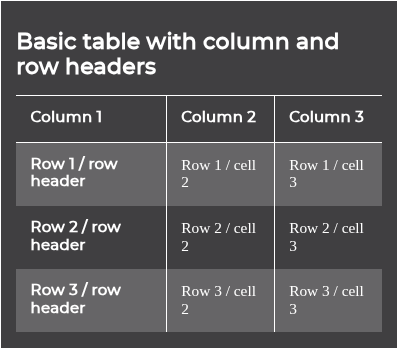 Basic table with column and
row headers
Column 1 Column 2 Column 3
Row 1 / row Row 1 / cell Row 1 / cell
header 2 3
Row 2 / row Row 2 / cell Row 2 / cell
header 2 3
Row 3 / row Row 3 / cell Row 3 / cell
header 2 3